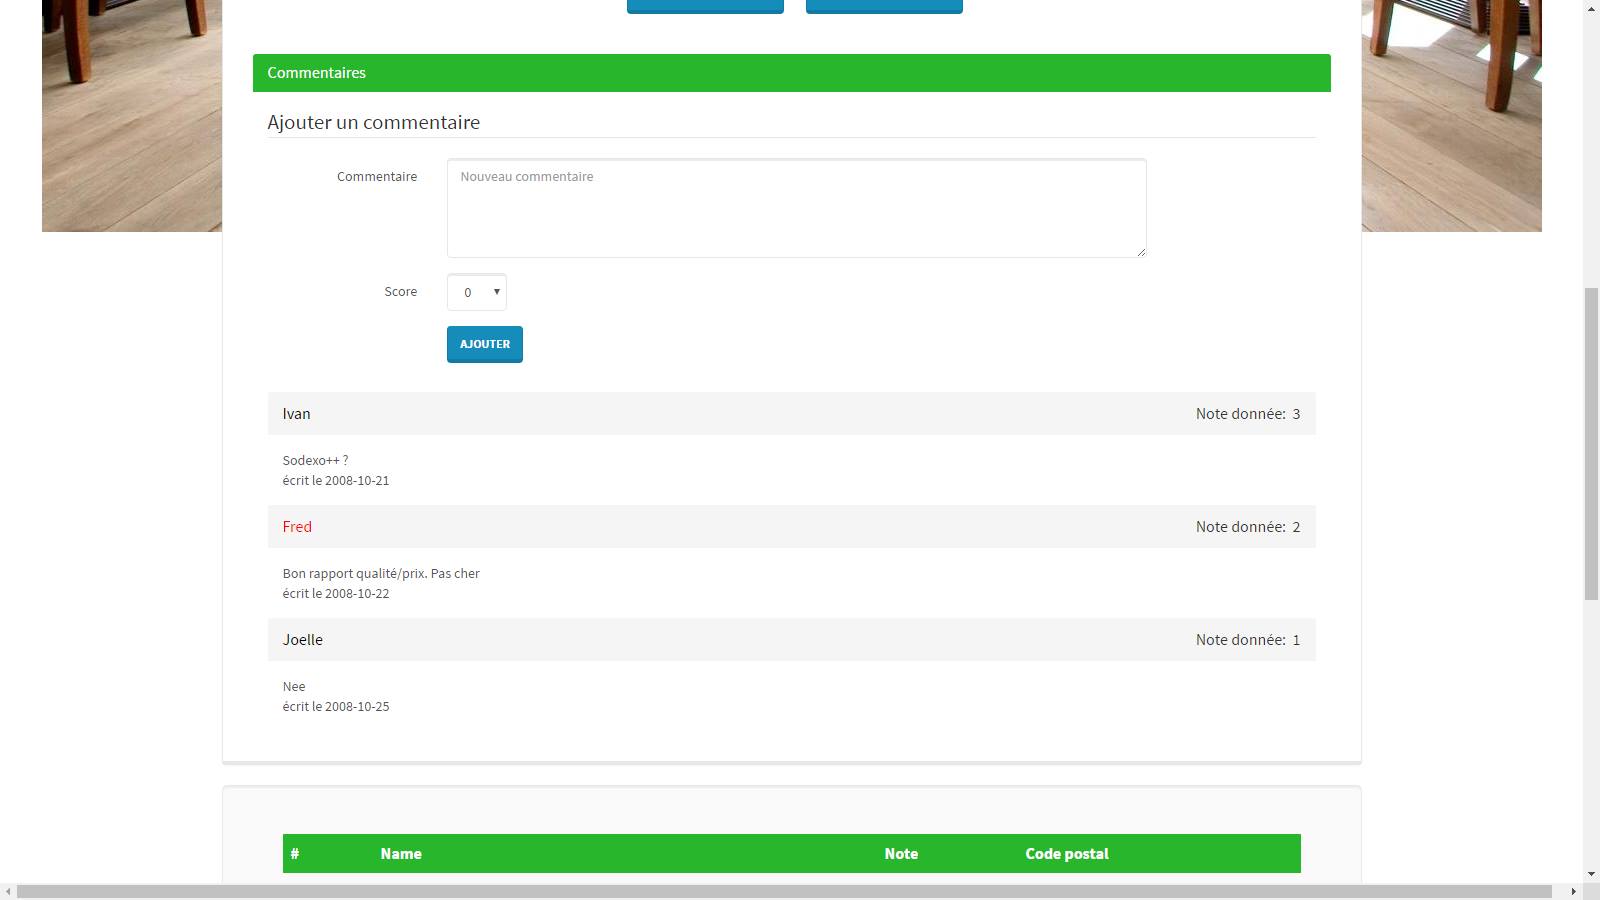 Commentaires
Ajouter un commentaire
Commentaire
Nouveau commentaire
Score
0
AJOUTER
Ivan
Note donnée: 3
Sodexo++ ?
écrit le 2008-10-21
Fred
Note donnée: 2
Bon rapport qualité/prix. Pas cher
écrit le 2008-10-22
Joelle
Note donnée: 1
Nee
écrit le 2008-10-25
# Name Note Code postal